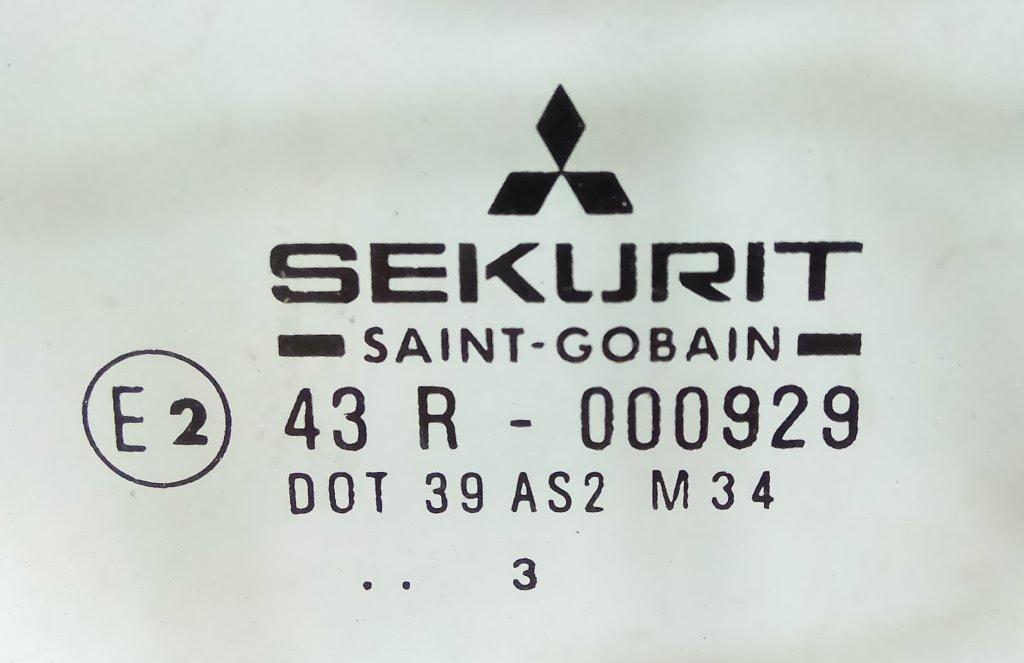 SEKURIT
SAINT-GOBAIN
E2 43 R - 000929
DOT 39 AS2 M34
.. 3